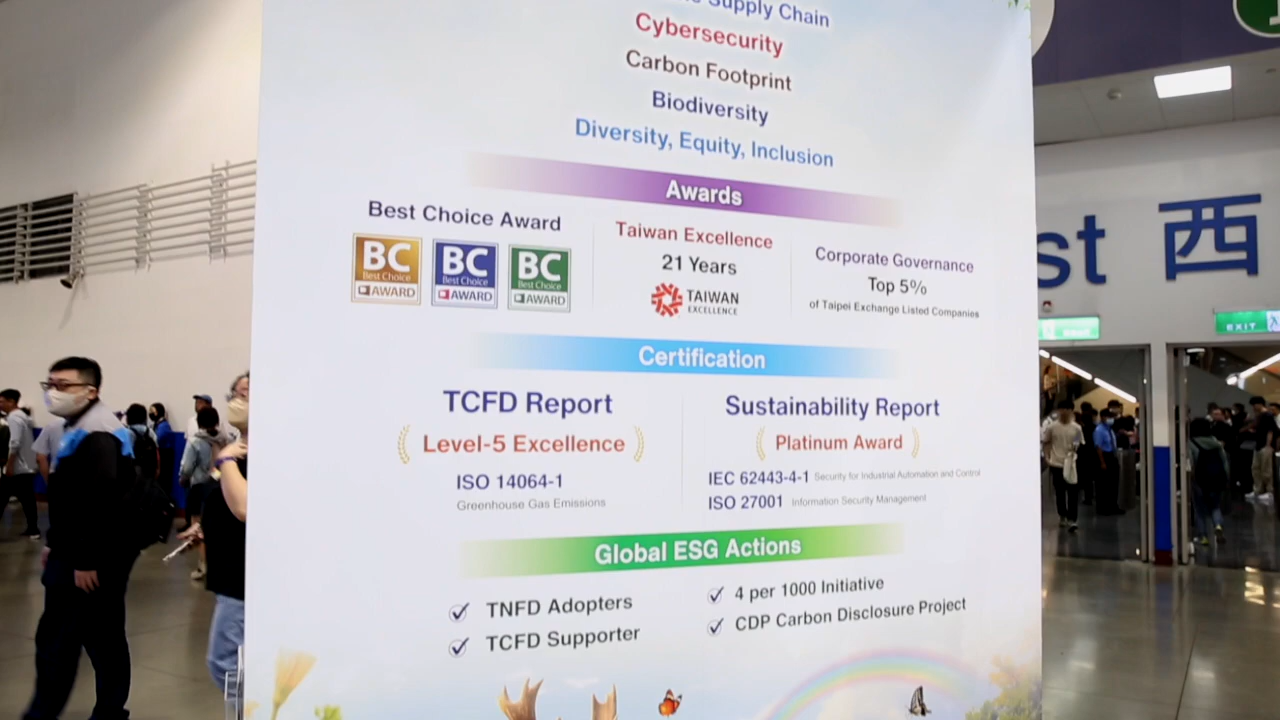 Supply Chain
Cybersecurity
Carbon Footprint
Biodiversity
Diversity, Equity, Inclusion
Awards
Best Choice Award
BC
Best Choice
AWARD
BC
Best Choice
AWARD
BC
Best Choice
AWARD
Taiwan Excellence
21 Years
TAIWAN
EXCELLENCE
Corporate Governance
Top 5%
of Taipei Exchange Listed Companies
Certification
TCFD Report
Level-5 Excellence
ISO 14064-1
Greenhouse Gas Emissions
Sustainability Report
Platinum Award
IEC 62443-4-1 Security for Industrial Automation and Control
ISO 27001 Information Security Management
Global ESG Actions
TNFD Adopters
TCFD Supporter
4 per 1000 Initiative
CDP Carbon Disclosure Project
st 西
EXIT